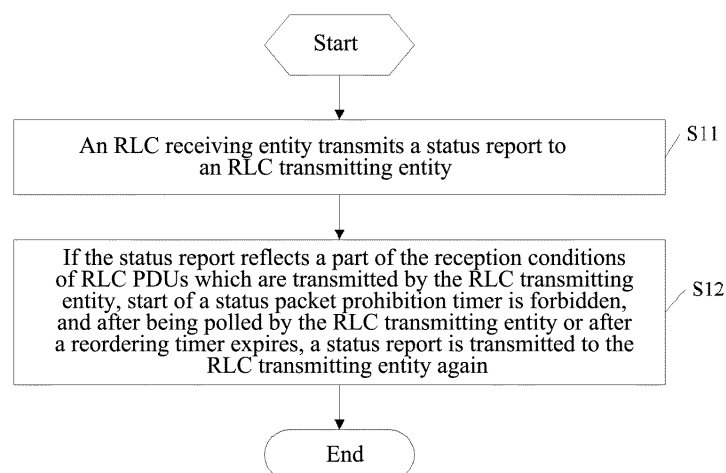 Start
An RLC receiving entity transmits a status report to
an RLC transmitting entity
S11
If the status report reflects a part of the reception conditions
of RLC PDUs which are transmitted by the RLC transmitting
entity, start of a status packet prohibition timer is forbidden,
and after being polled by the RLC transmitting entity or after
a reordering timer expires, a status report is transmitted to the
RLC transmitting entity again
S12
End